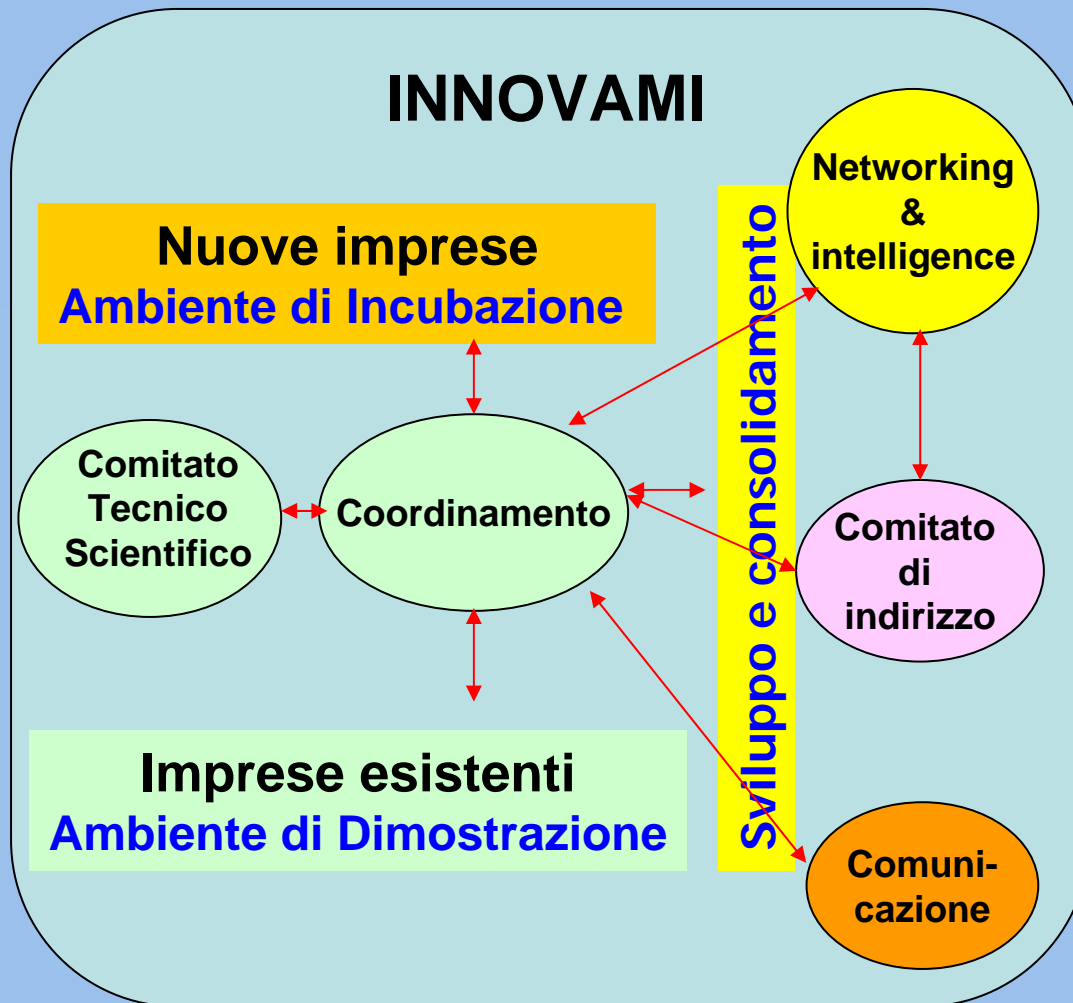 INNOVAMI
Networking
&
intelligence
Nuove imprese
Ambiente di Incubazione
Sviluppo e consolidamento
Comitato
Tecnico
Scientifico
Coordinamento
Comitato
di
indirizzo
Imprese esistenti
Ambiente di Dimostrazione
Comuni-
cazione